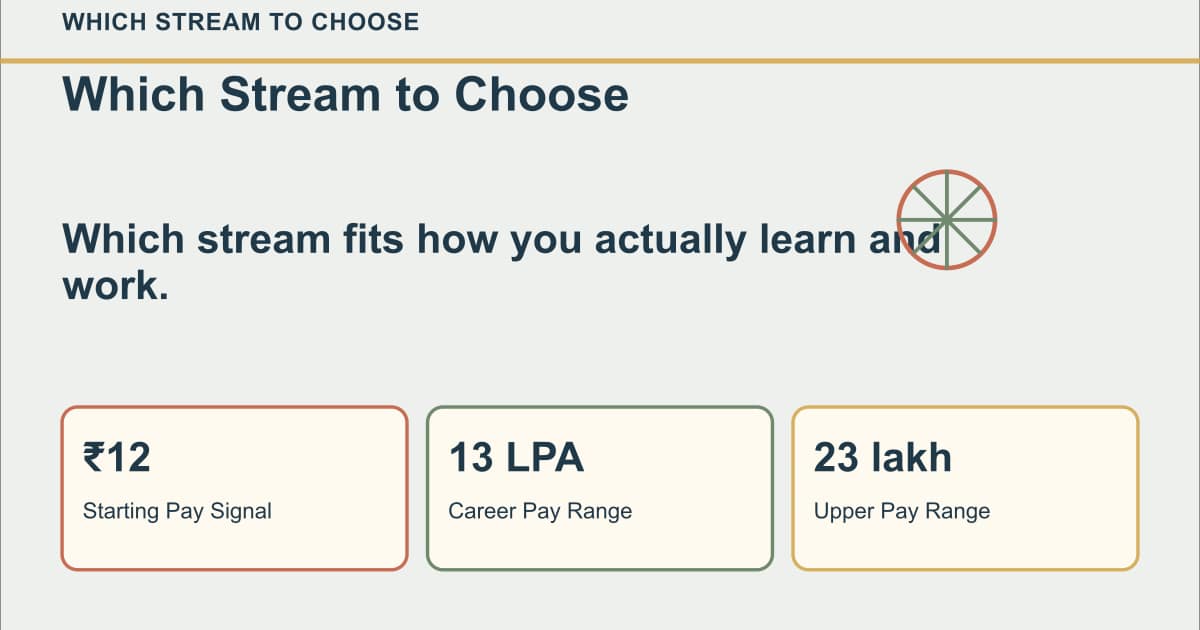 WHICH STREAM TO CHOOSE
Which Stream to Choose
Which stream fits how you actually learn and
work.
₹12
Starting Pay Signal
13 LPA
Career Pay Range
23 lakh
Upper Pay Range